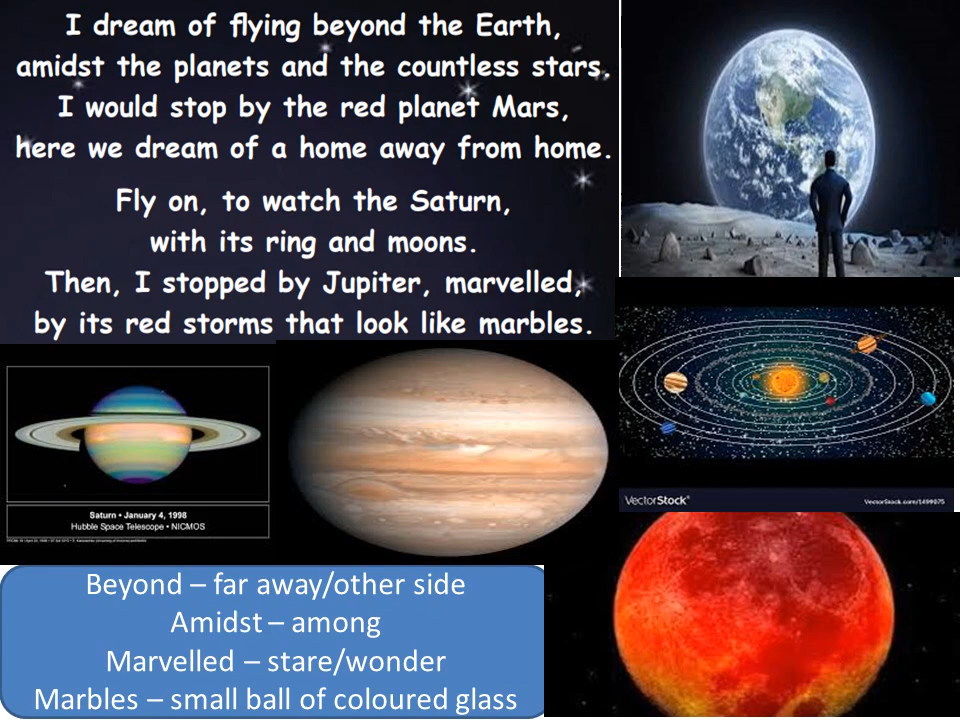 I dream of flying beyond the Earth,
amidst the planets and the countless stars.
I would stop by the red planet Mars,
here we dream of a home away from home.
Fly on, to watch the Saturn,
with its ring and moons.
Then, I stopped by Jupiter, marvelled,
by its red storms that look like marbles.
Saturn • January 4, 1998
Hubble Space Telescope • NICMOS
VectorStock®
VectorStock.com/1499075
Beyond – far away/other side
Amidst – among
Marvelled – stare/wonder
Marbles – small ball of coloured glass